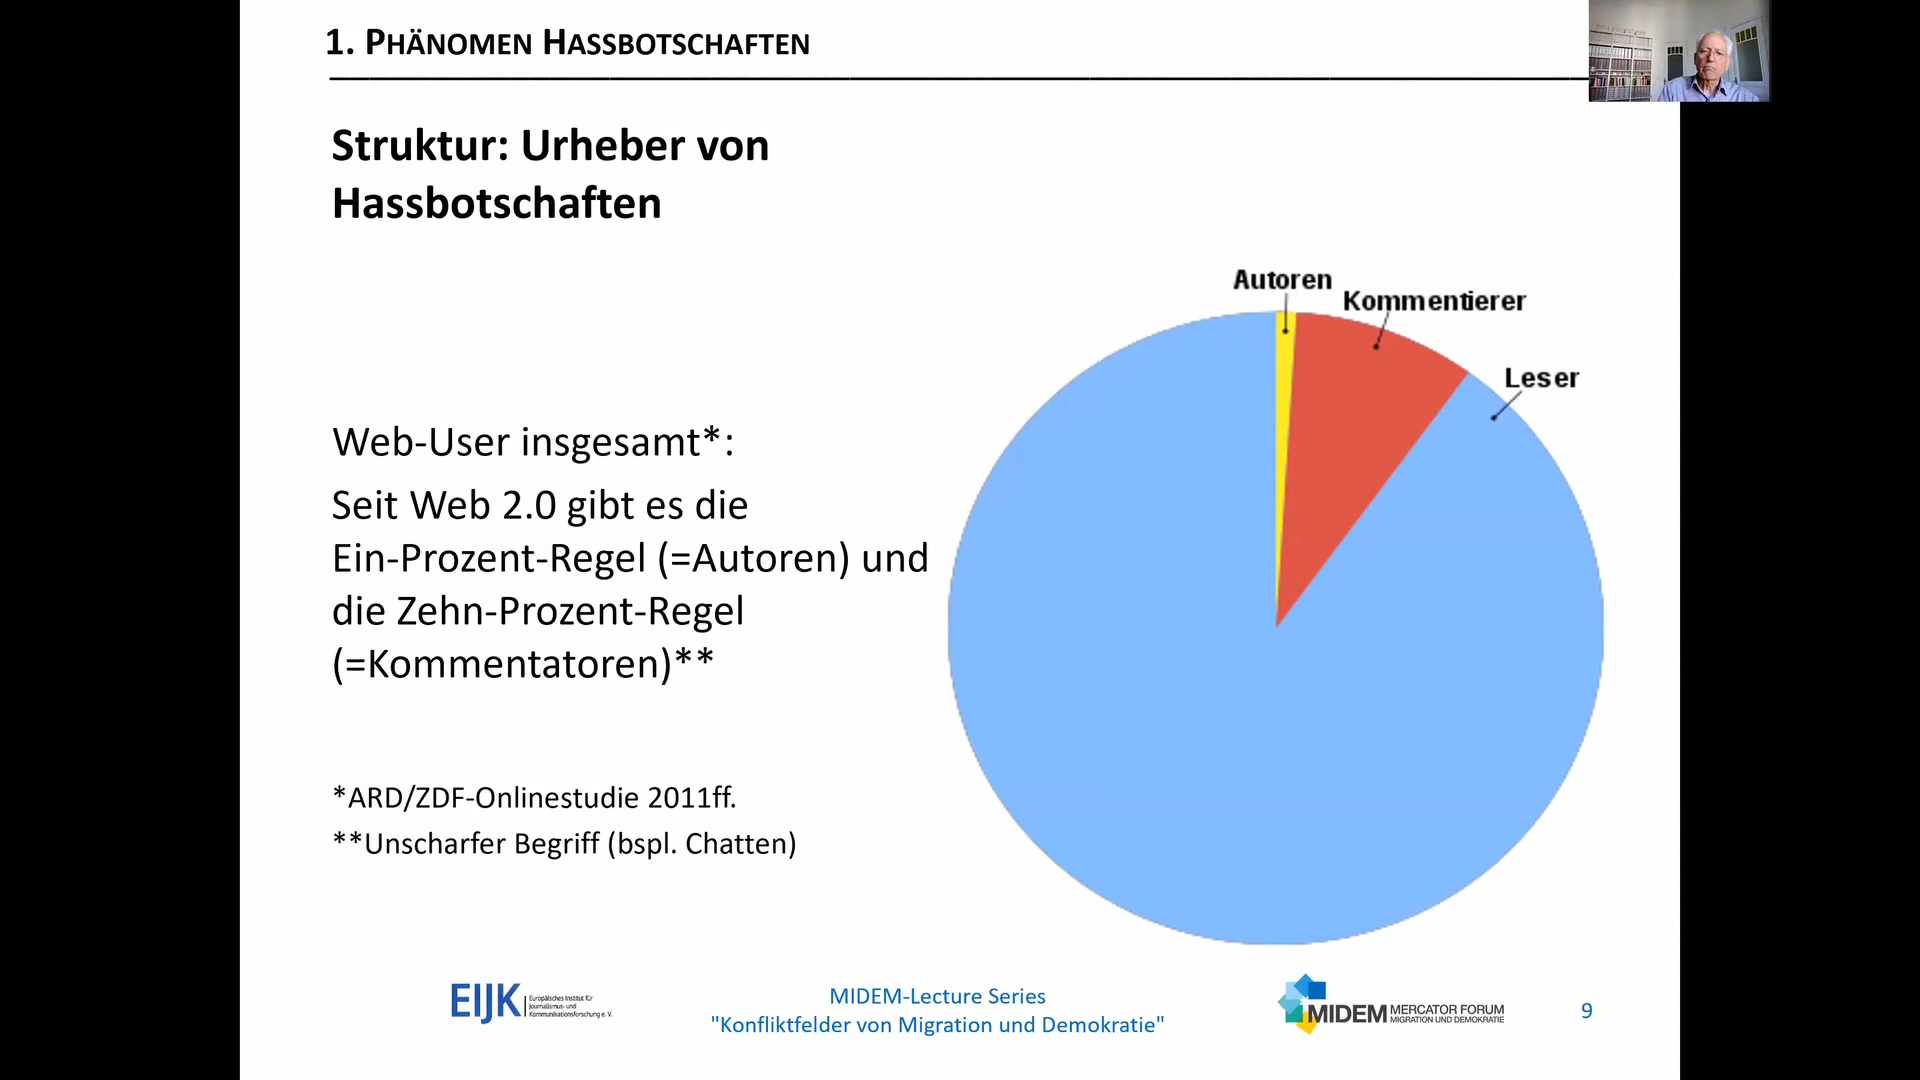 1. PHÄNOMEN HASSBOTSCHAFTEN
Struktur: Urheber von
Hassbotschaften
Autoren
Kommentierer
Leser
Web-User insgesamt*:
Seit Web 2.0 gibt es die
Ein-Prozent-Regel (=Autoren) und
die Zehn-Prozent-Regel
(=Kommentatoren)**
*ARD/ZDF-Onlinestudie 2011ff.
**Unscharfer Begriff (bspl. Chatten)
EIJK
Europäisches Institut für
Journalismus- und
Kommunikationsforschung e. V.
MIDEM-Lecture Series
"Konfliktfelder von Migration und Demokratie"
MIDEM
MERCATOR FORUM
MIGRATION UND DEMOKRATIE
9